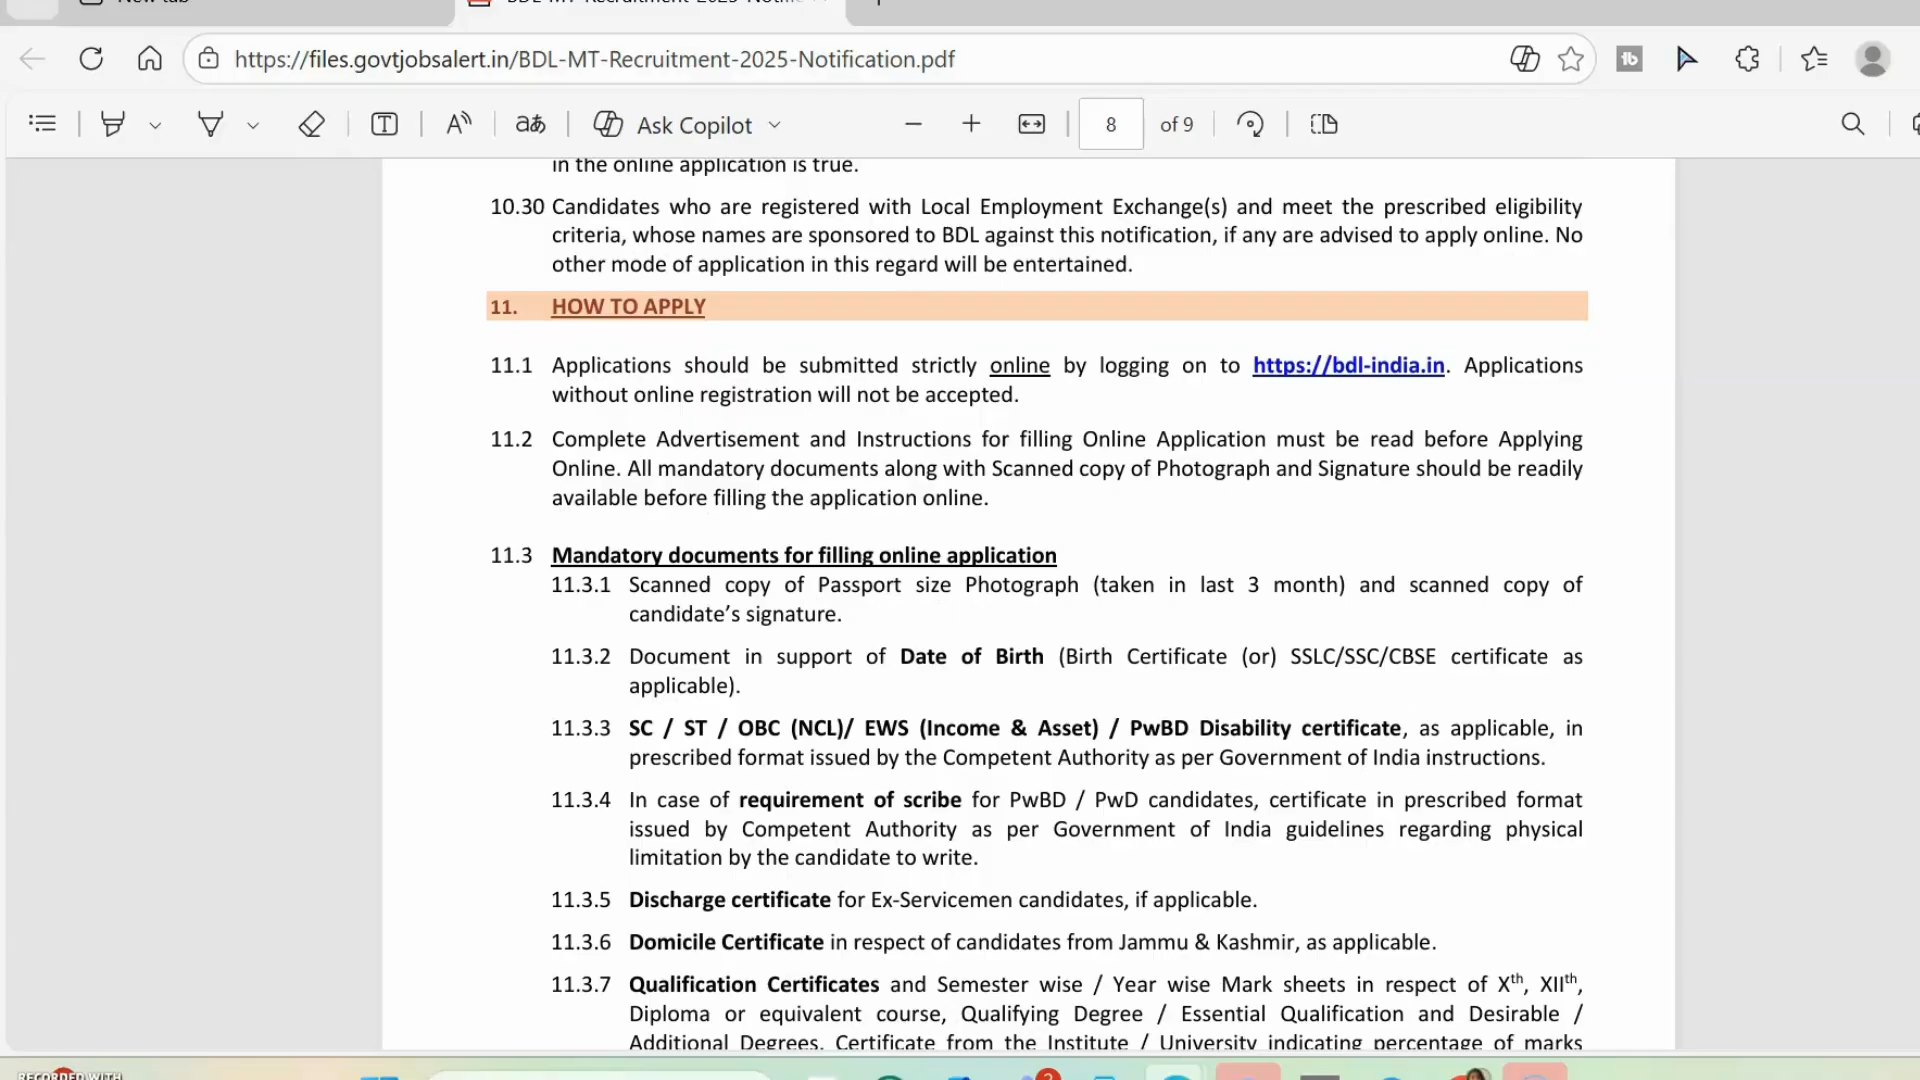 New tab
BDL-MT-Recruitment-2025-Notific
https://files.govtjobsalert.in/BDL-MT-Recruitment-2025-Notification.pdf
Ask Copilot
8 of 9
in the online application is true.
10.30 Candidates who are registered with Local Employment Exchange(s) and meet the prescribed eligibility
criteria, whose names are sponsored to BDL against this notification, if any are advised to apply online. No
other mode of application in this regard will be entertained.
11. HOW TO APPLY
11.1 Applications should be submitted strictly online by logging on to https://bdl-india.in. Applications
without online registration will not be accepted.
11.2 Complete Advertisement and Instructions for filling Online Application must be read before Applying
Online. All mandatory documents along with Scanned copy of Photograph and Signature should be readily
available before filling the application online.
11.3 Mandatory documents for filling online application
11.3.1 Scanned copy of Passport size Photograph (taken in last 3 month) and scanned copy of
candidate’s signature.
11.3.2 Document in support of Date of Birth (Birth Certificate (or) SSLC/SSC/CBSE certificate as
applicable).
11.3.3 SC / ST / OBC (NCL)/ EWS (Income & Asset) / PwBD Disability certificate, as applicable, in
prescribed format issued by the Competent Authority as per Government of India instructions.
11.3.4 In case of requirement of scribe for PwBD / PwD candidates, certificate in prescribed format
issued by Competent Authority as per Government of India guidelines regarding physical
limitation by the candidate to write.
11.3.5 Discharge certificate for Ex-Servicemen candidates, if applicable.
11.3.6 Domicile Certificate in respect of candidates from Jammu & Kashmir, as applicable.
11.3.7 Qualification Certificates and Semester wise / Year wise Mark sheets in respect of Xth, XIIth,
Diploma or equivalent course, Qualifying Degree / Essential Qualification and Desirable /
Additional Degrees. Certificate from the Institute / University indicating percentage of marks
RECORDED WITH
2